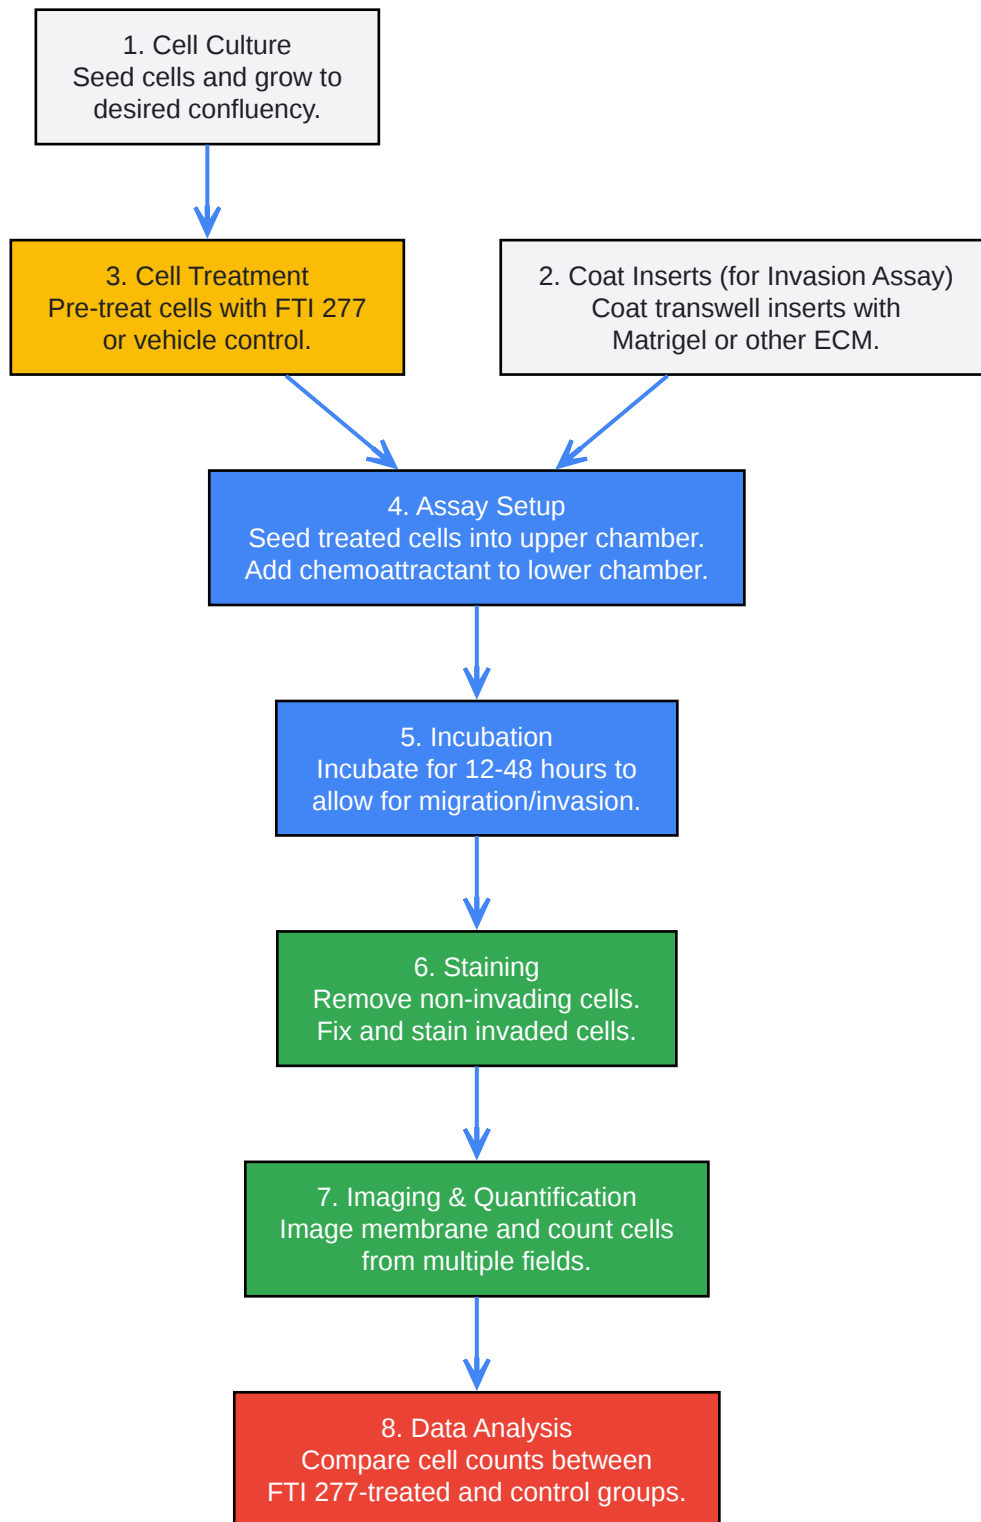 1. Cell Culture
Seed cells and grow to
desired confluency.
3. Cell Treatment
Pre-treat cells with FTI 277
or vehicle control.
2. Coat Inserts (for Invasion Assay)
Coat transwell inserts with
Matrigel or other ECM.
4. Assay Setup
Seed treated cells into upper chamber.
Add chemoattractant to lower chamber.
5. Incubation
Incubate for 12-48 hours to
allow for migration/invasion.
6. Staining
Remove non-invading cells.
Fix and stain invaded cells.
7. Imaging & Quantification
Image membrane and count cells
from multiple fields.
8. Data Analysis
Compare cell counts between
FTI 277-treated and control groups.